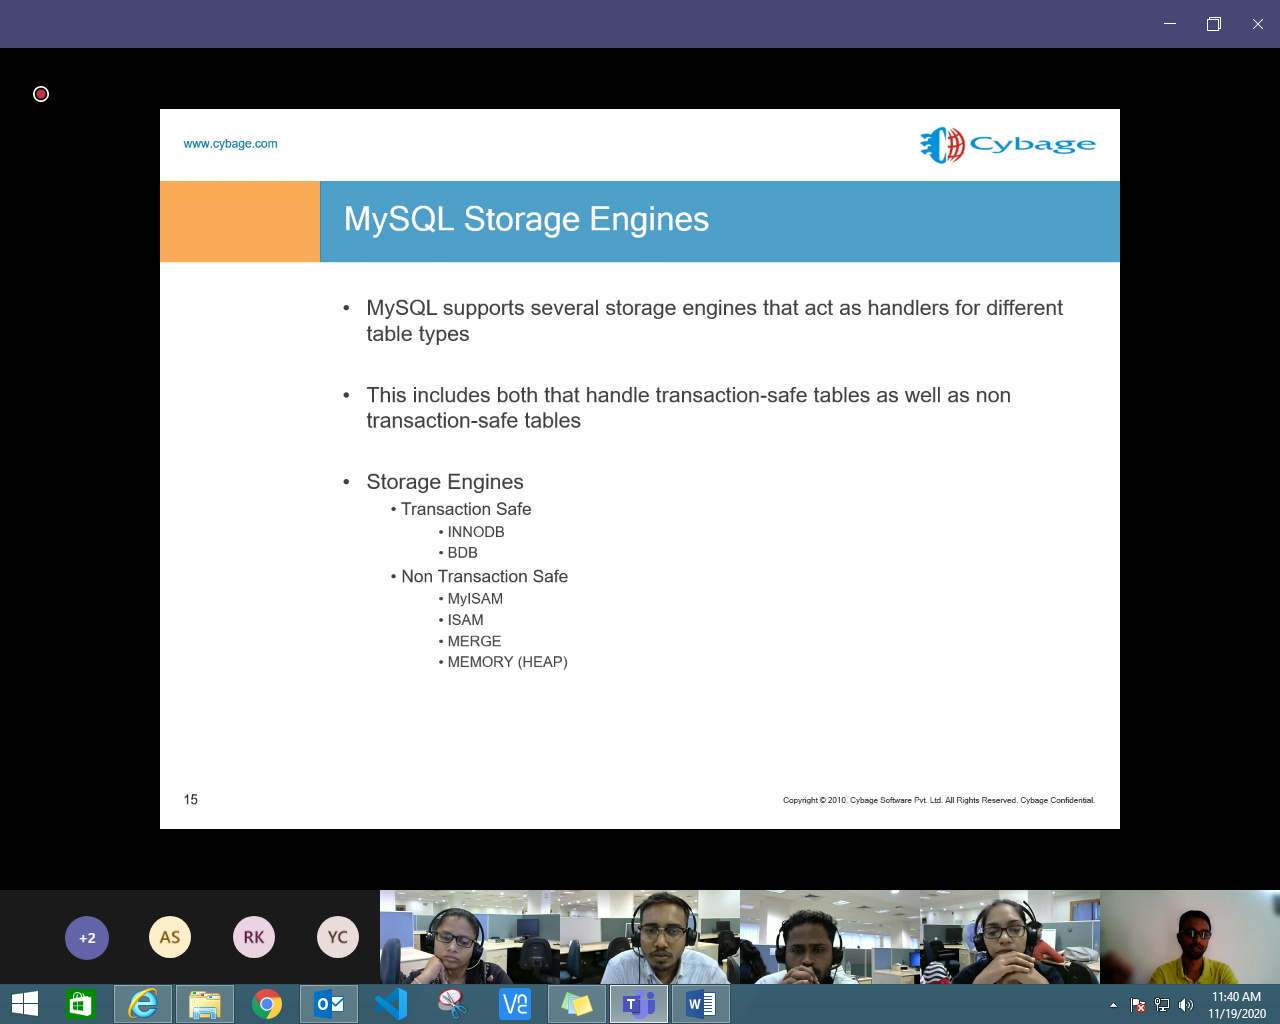 www.cybage.com
Cybage
MySQL Storage Engines
• MySQL supports several storage engines that act as handlers for different
table types
• This includes both that handle transaction-safe tables as well as non
transaction-safe tables
• Storage Engines
• Transaction Safe
• INNODB
• BDB
• Non Transaction Safe
• MyISAM
• ISAM
• MERGE
• MEMORY (HEAP)
15
Copyright © 2010. Cybage Software Pvt. Ltd. All Rights Reserved. Cybage Confidential.
+2
AS
RK
YC
11:40 AM
11/19/2020